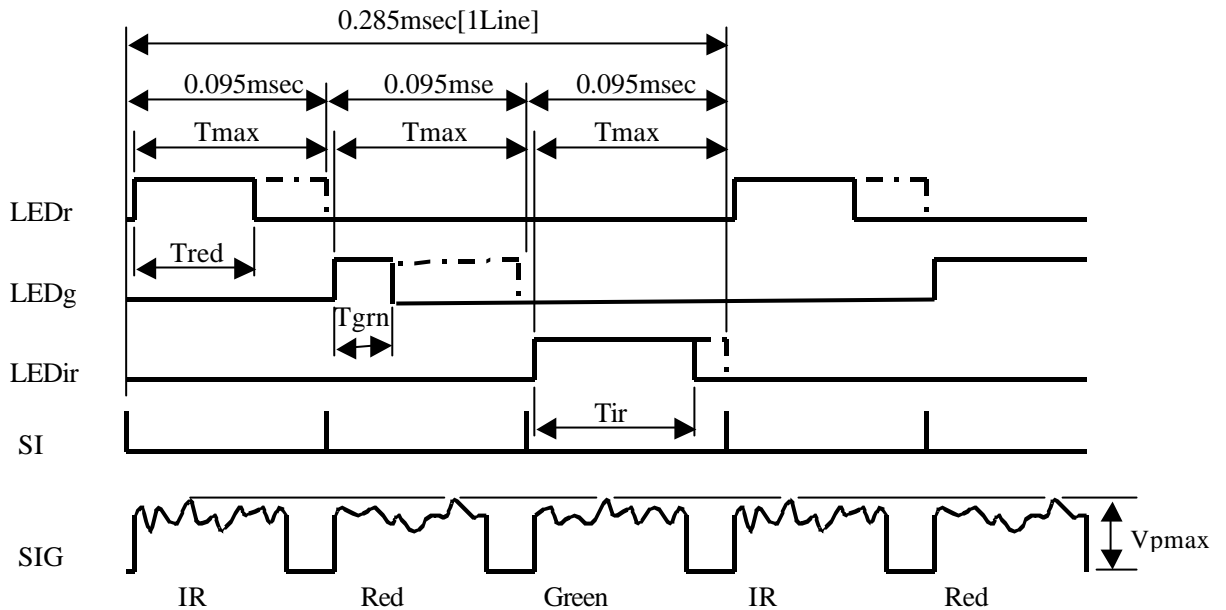 0.285msec[1Line]
0.095msec 0.095mse 0.095msec
Tmax Tmax Tmax
LEDr
Tred
LEDg
Tgrn
LEDir
Tir
SI
SIG
Vpmax
IR Red Green IR Red